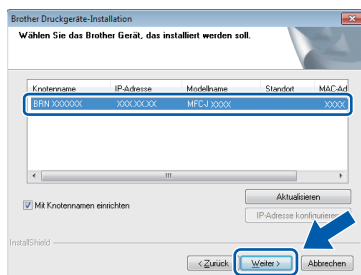 Brother Druckgeräte-Installation
Wählen Sie das Brother Gerät, das installiert werden soll.
Knotenname IP-Adresse Modellname Standort MAC-Ad
BRN XXXXXX XXX.XX.XX MFC-J XXXX XXXX
Aktualisieren
Mit Knotennamen einrichten
IP-Adresse konfigurieren
InstallShield
< Zurück Weiter > Abbrechen